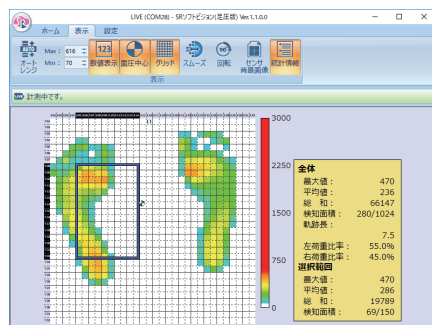 LIVE (COM28) - SRソフトビジョン(足圧版) Ver.1.1.0.0
ホーム 表示 設定
オートレンジ
Max : 616
Min : 70
123
数値表示
面圧中心
グリッド
スムーズ
90°
回転
センサ背景画像
統計情報
表示
LIVE 計測中です。
3000
2250
1500
750
0
全体
最大値 : 470
平均値 : 236
総 和 : 66147
検知面積 : 280/1024
軌跡長 :
7.5
左荷重比率 : 55.0%
右荷重比率 : 45.0%
選択範囲
最大値 : 470
平均値 : 286
総 和 : 19789
検知面積 : 69/150